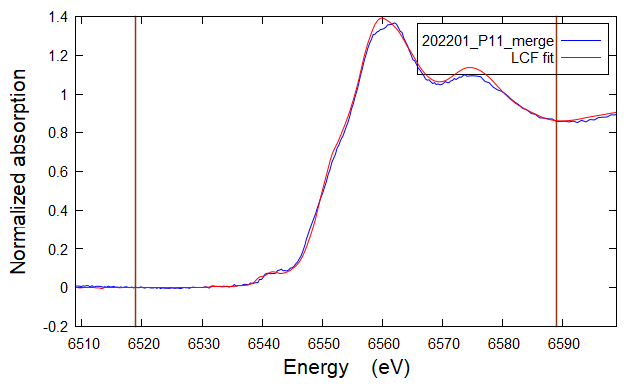 1.4
1.2
1
0.8
0.6
0.4
0.2
0
-0.2
Normalized absorption
202201_P11_merge
LCF fit
6510 6520 6530 6540 6550 6560 6570 6580 6590
Energy (eV)